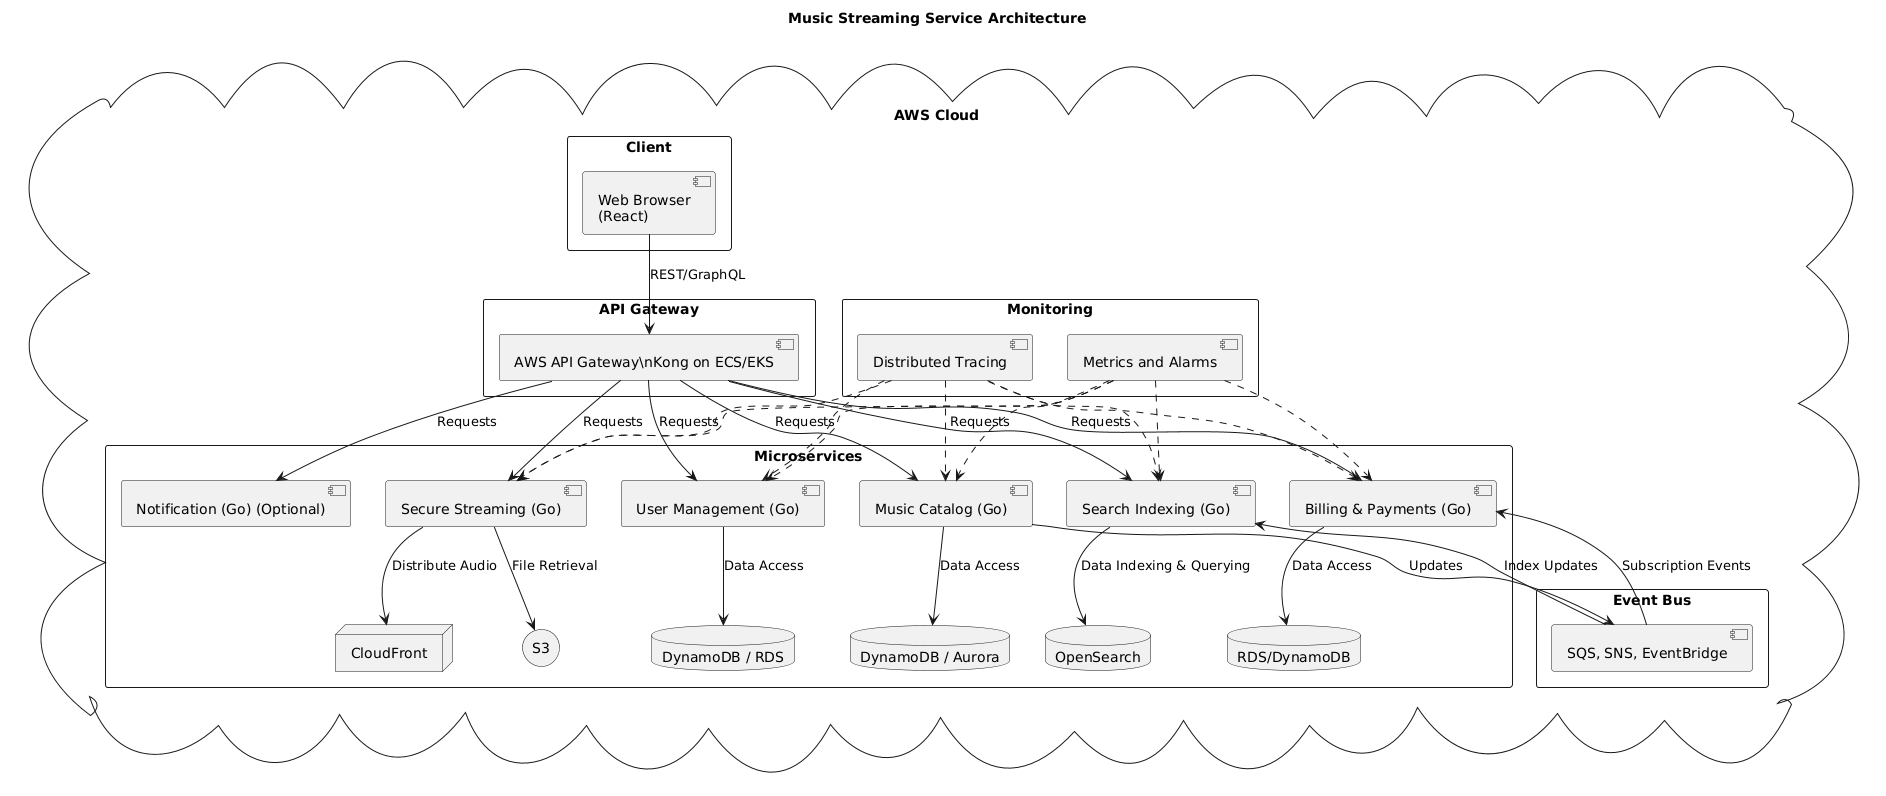 Music Streaming Service Architecture
AWS Cloud
Client
Web Browser
(React)
REST/GraphQL
API Gateway
Monitoring
AWS API Gateway\nKong on ECS/EKS
Distributed Tracing
Metrics and Alarms
Requests
Requests
Requests
Requests
Requests
Requests
Microservices
Notification (Go) (Optional)
Secure Streaming (Go)
User Management (Go)
Music Catalog (Go)
Search Indexing (Go)
Billing & Payments (Go)
Distribute Audio
File Retrieval
Data Access
Data Access
Data Indexing & Querying
Data Access
Updates
Index Updates
Subscription Events
Event Bus
CloudFront
S3
DynamoDB / RDS
DynamoDB / Aurora
OpenSearch
RDS/DynamoDB
SQS, SNS, EventBridge